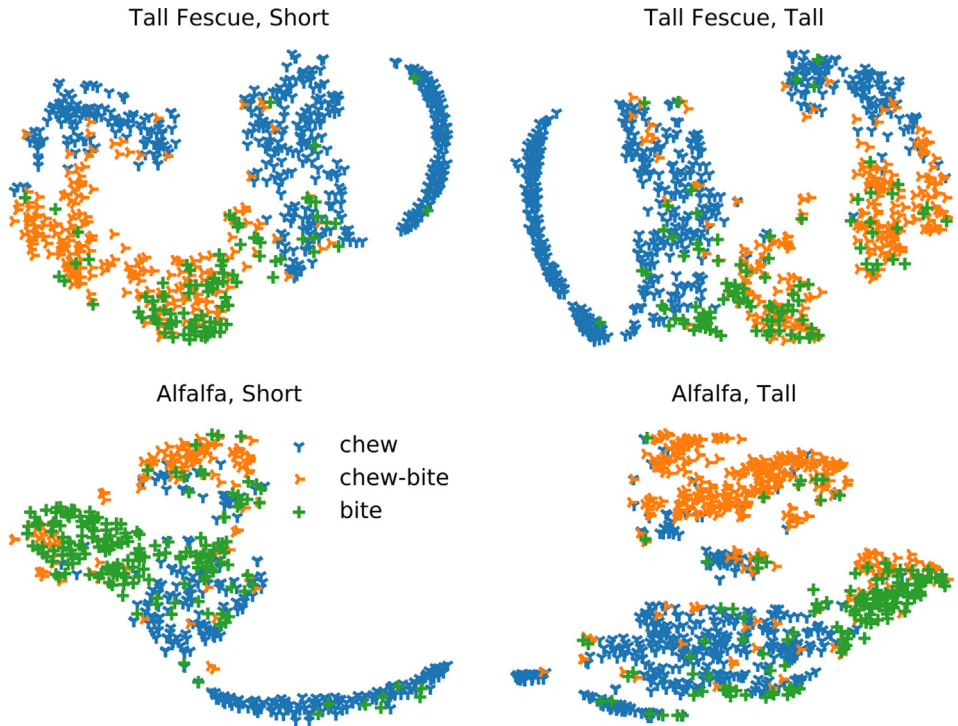 Tall Fescue, Short
Tall Fescue, Tall
Alfalfa, Short
Alfalfa, Tall
chew
chew-bite
bite